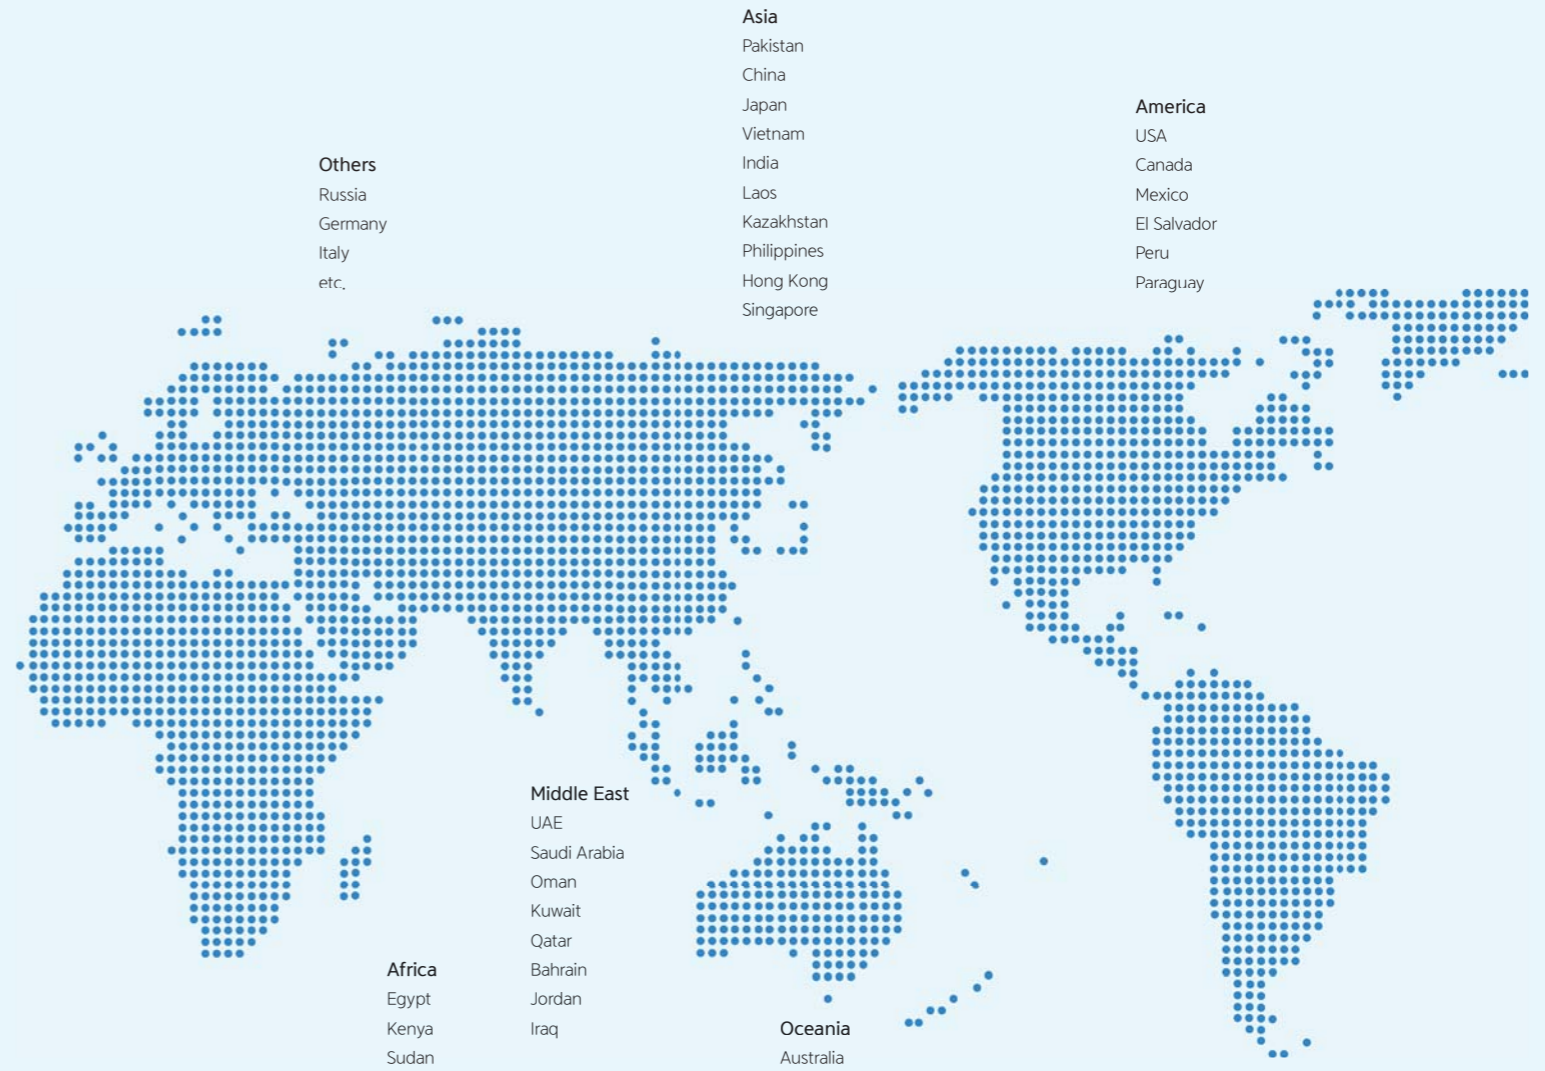 Asia
Pakistan
China
Japan
Vietnam
India
Laos
Kazakhstan
Philippines
Hong Kong
Singapore
America
USA
Canada
Mexico
El Salvador
Peru
Paraguay
Others
Russia
Germany
Italy
etc.
Middle East
UAE
Saudi Arabia
Oman
Kuwait
Qatar
Bahrain
Jordan
Iraq
Africa
Egypt
Kenya
Sudan
Oceania
Australia